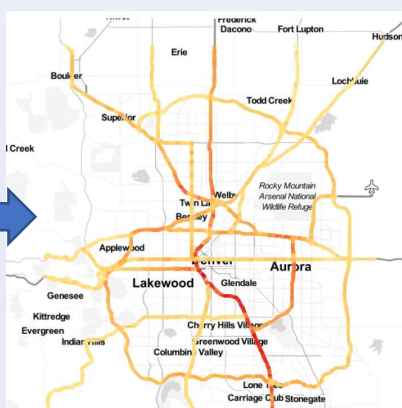 Frederick
Dacono
Fort Lupton
Hudson
Erie
Boulder
Lochbuie
Todd Creek
Superior
d Creek
Welby
Rocky Mountain
Arsenal National
Wildlife Refuge
Applewood
Denver
Aurora
Lakewood
Glendale
Genesee
Kittredge
Cherry Hills Village
Evergreen
Indian Hills
Greenwood Village
Columbine Valley
Lone Tree
Carriage Club Stonegate